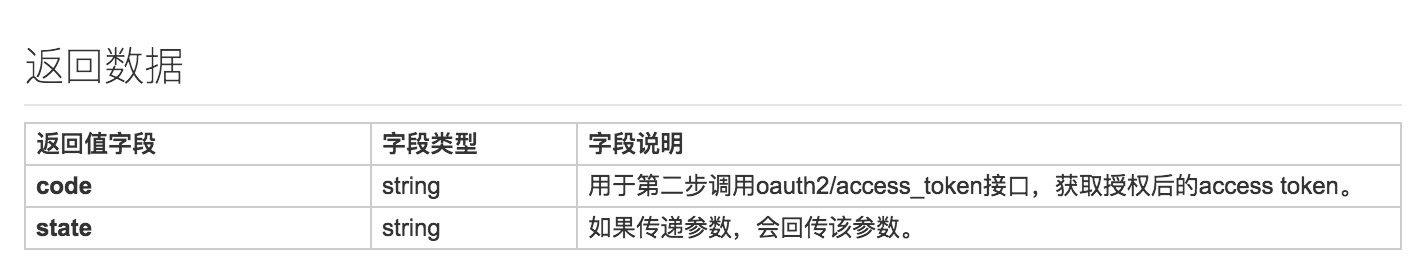 返回数据
返回值字段 字段类型 字段说明
code string 用于第二步调用oauth2/access_token接口，获取授权后的access token。
state string 如果传递参数，会回传该参数。